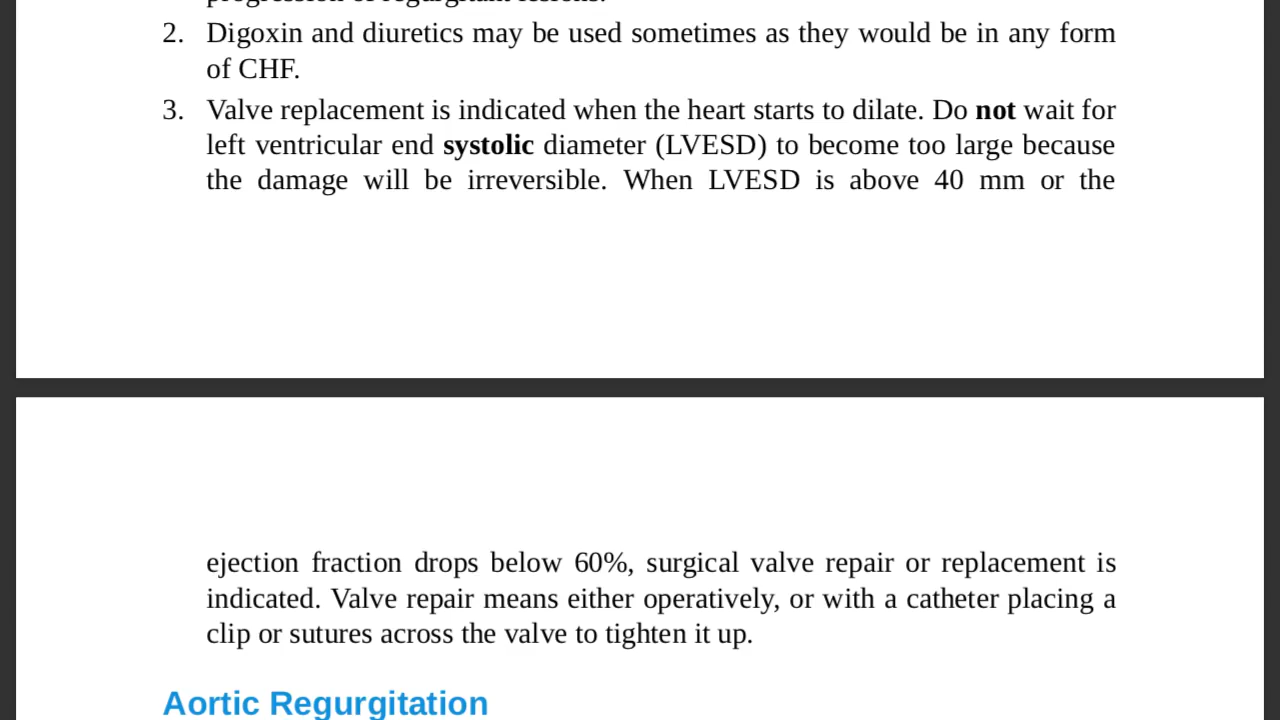 progression of regurgitant lesions.
2. Digoxin and diuretics may be used sometimes as they would be in any form
of CHF.
3. Valve replacement is indicated when the heart starts to dilate. Do not wait for
left ventricular end systolic diameter (LVESD) to become too large because
the damage will be irreversible. When LVESD is above 40 mm or the
ejection fraction drops below 60%, surgical valve repair or replacement is
indicated. Valve repair means either operatively, or with a catheter placing a
clip or sutures across the valve to tighten it up.
Aortic Regurgitation